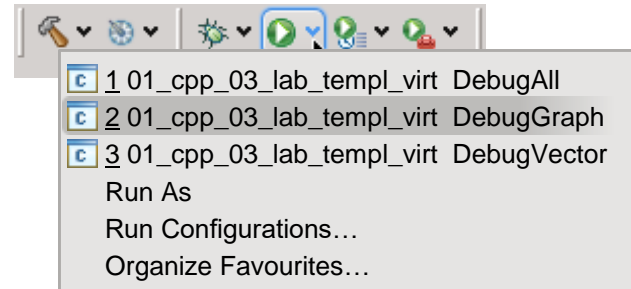 1 01_cpp_03_lab_templ_virt DebugAll
2 01_cpp_03_lab_templ_virt DebugGraph
3 01_cpp_03_lab_templ_virt DebugVector
Run As
Run Configurations…
Organize Favourites…